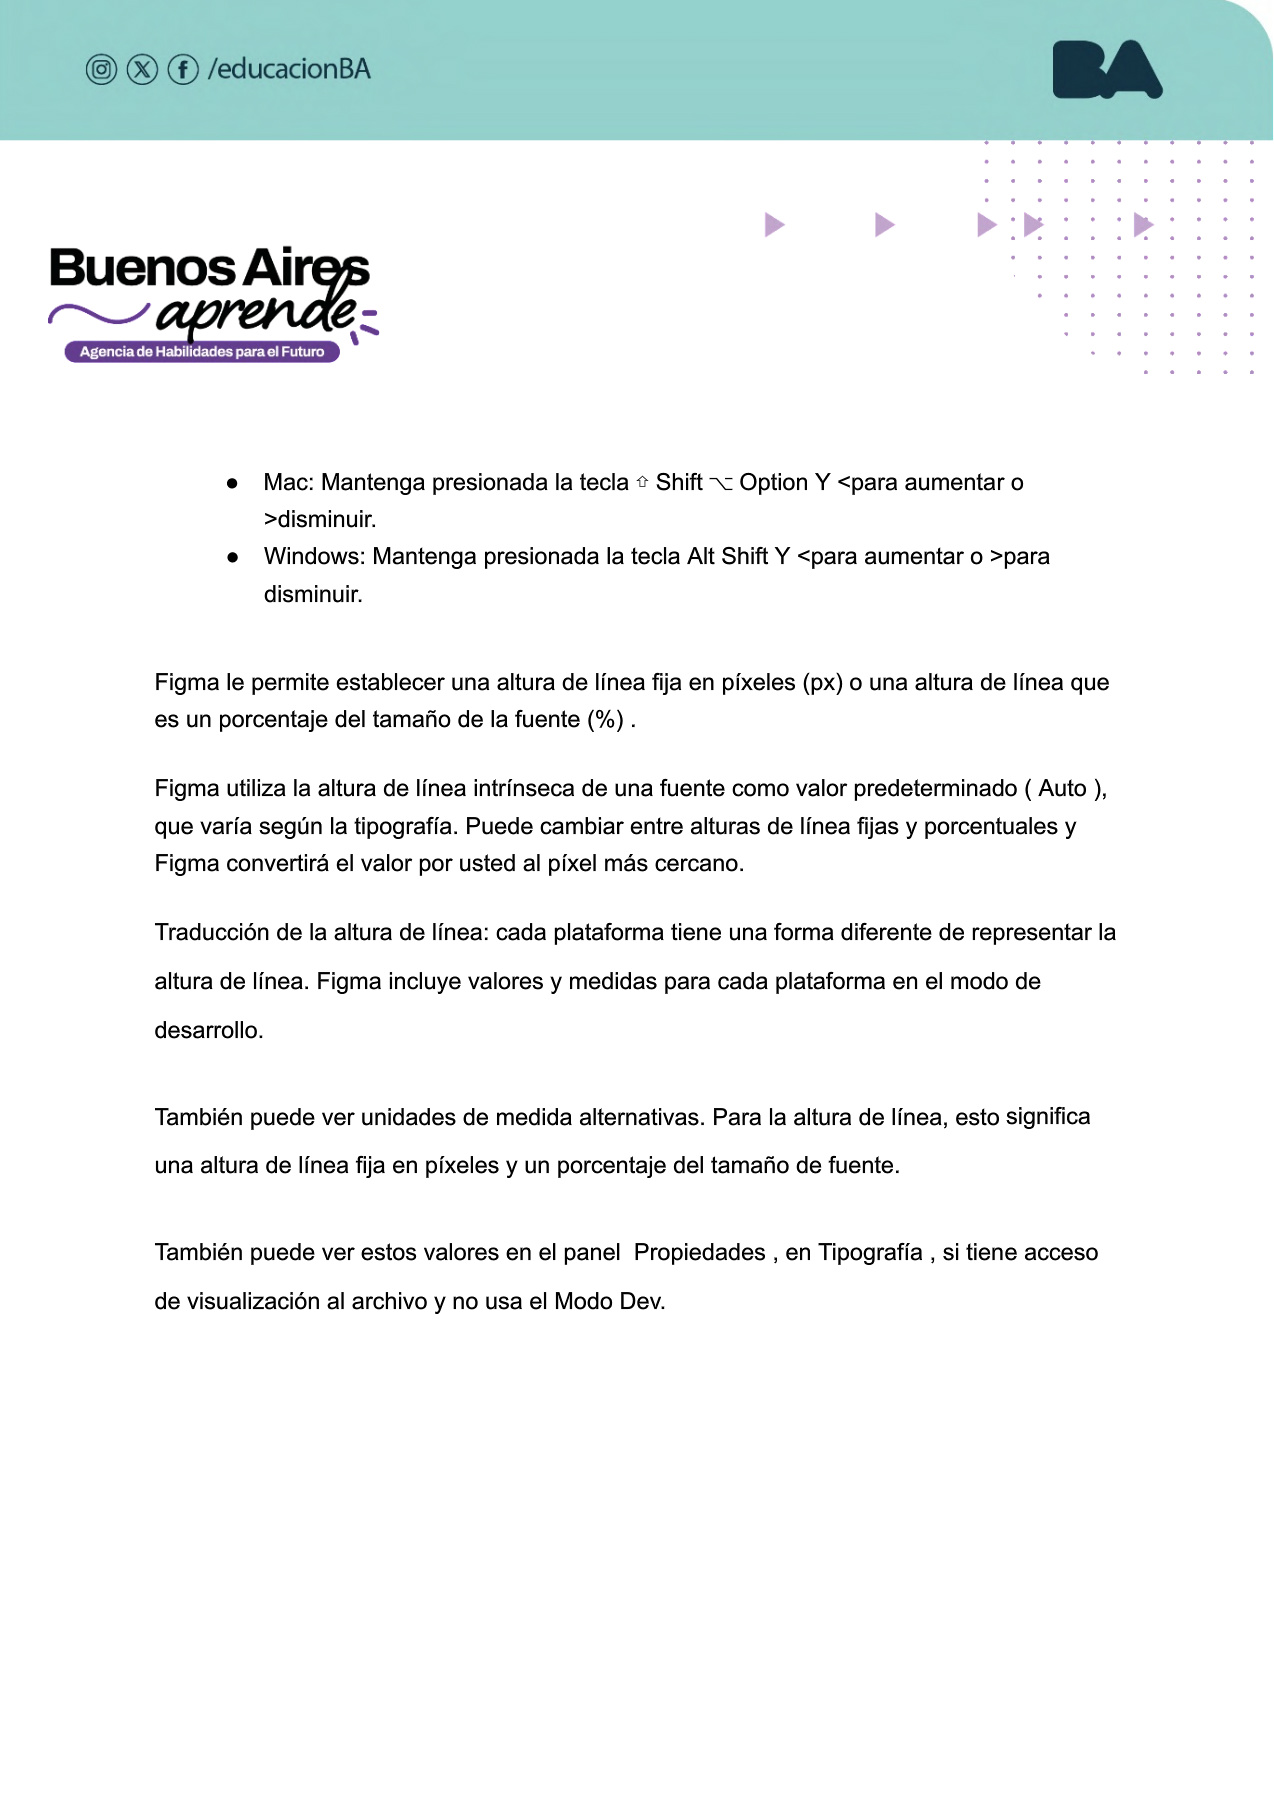 /educacionBA
BA
Buenos Aires
aprende
Agencia de Habilidades para el Futuro
● Mac: Mantenga presionada la tecla ⇧ Shift ⌥ Option Y <para aumentar o
>disminuir.
● Windows: Mantenga presionada la tecla Alt Shift Y <para aumentar o >para
disminuir.
Figma le permite establecer una altura de línea fija en píxeles (px) o una altura de línea que
es un porcentaje del tamaño de la fuente (%) .
Figma utiliza la altura de línea intrínseca de una fuente como valor predeterminado ( Auto ),
que varía según la tipografía. Puede cambiar entre alturas de línea fijas y porcentuales y
Figma convertirá el valor por usted al píxel más cercano.
Traducción de la altura de línea: cada plataforma tiene una forma diferente de representar la
altura de línea. Figma incluye valores y medidas para cada plataforma en el modo de
desarrollo.
También puede ver unidades de medida alternativas. Para la altura de línea, esto significa
una altura de línea fija en píxeles y un porcentaje del tamaño de fuente.
También puede ver estos valores en el panel  Propiedades , en Tipografía , si tiene acceso
de visualización al archivo y no usa el Modo Dev.